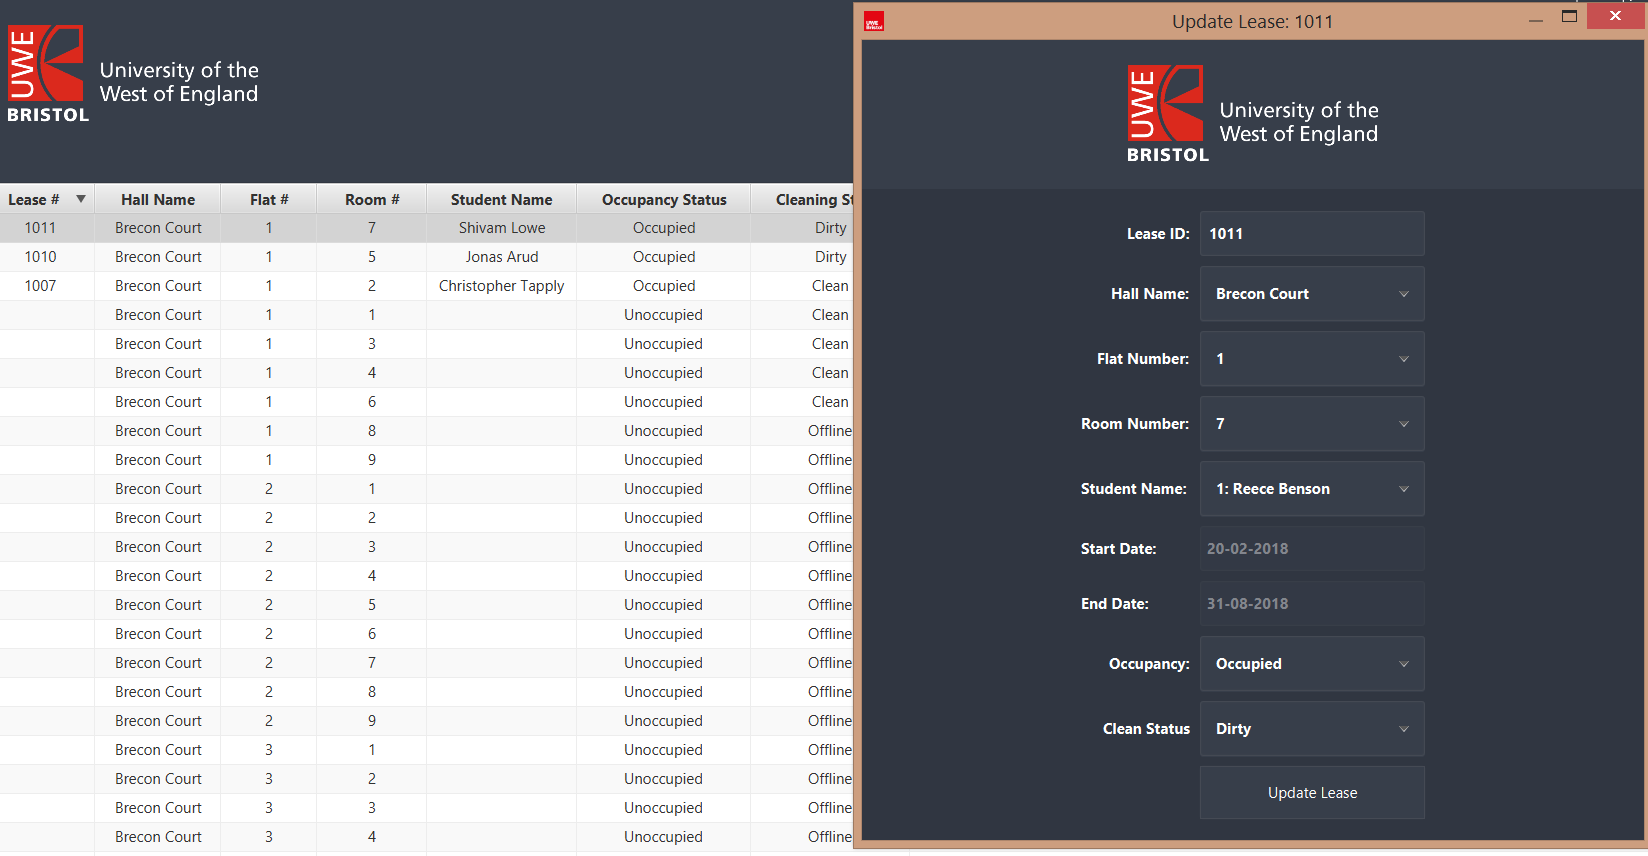 UWE
BRISTOL
University of the
West of England
Lease # Hall Name Flat # Room # Student Name Occupancy Status Cleaning St
1011 Brecon Court 1 7 Shivam Lowe Occupied Dirty
1010 Brecon Court 1 5 Jonas Arud Occupied Dirty
1007 Brecon Court 1 2 Christopher Tapply Occupied Clean
Brecon Court 1 1 Unoccupied Clean
Brecon Court 1 3 Unoccupied Clean
Brecon Court 1 4 Unoccupied Clean
Brecon Court 1 6 Unoccupied Clean
Brecon Court 1 8 Unoccupied Offline
Brecon Court 1 9 Unoccupied Offline
Brecon Court 2 1 Unoccupied Offline
Brecon Court 2 2 Unoccupied Offline
Brecon Court 2 3 Unoccupied Offline
Brecon Court 2 4 Unoccupied Offline
Brecon Court 2 5 Unoccupied Offline
Brecon Court 2 6 Unoccupied Offline
Brecon Court 2 7 Unoccupied Offline
Brecon Court 2 8 Unoccupied Offline
Brecon Court 2 9 Unoccupied Offline
Brecon Court 3 1 Unoccupied Offline
Brecon Court 3 2 Unoccupied Offline
Brecon Court 3 3 Unoccupied Offline
Brecon Court 3 4 Unoccupied Offline
UWE
Bristol
Update Lease: 1011
UWE
BRISTOL
University of the
West of England
Lease ID: 1011
Hall Name: Brecon Court
Flat Number: 1
Room Number: 7
Student Name: 1: Reece Benson
Start Date: 20-02-2018
End Date: 31-08-2018
Occupancy: Occupied
Clean Status Dirty
Update Lease